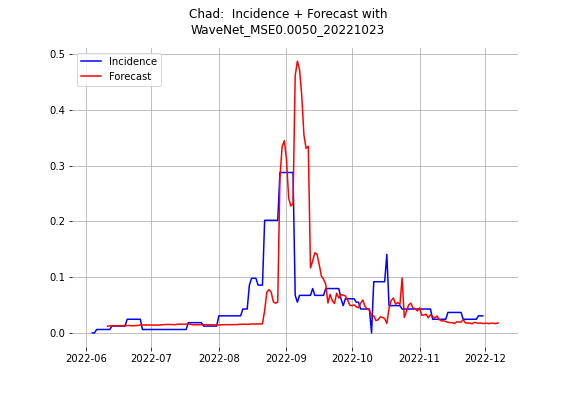 Chad:  Incidence + Forecast with
WaveNet_MSE0.0050_20221023
Incidence
Forecast
0.5
0.4
0.3
0.2
0.1
0.0
2022-06 2022-07 2022-08 2022-09 2022-10 2022-11 2022-12